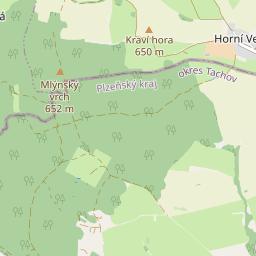 á
Kraví hora
650 m
Horní Ve
okres Tachov
Plzeňský kraj
Mlýnský
vrch
652 m